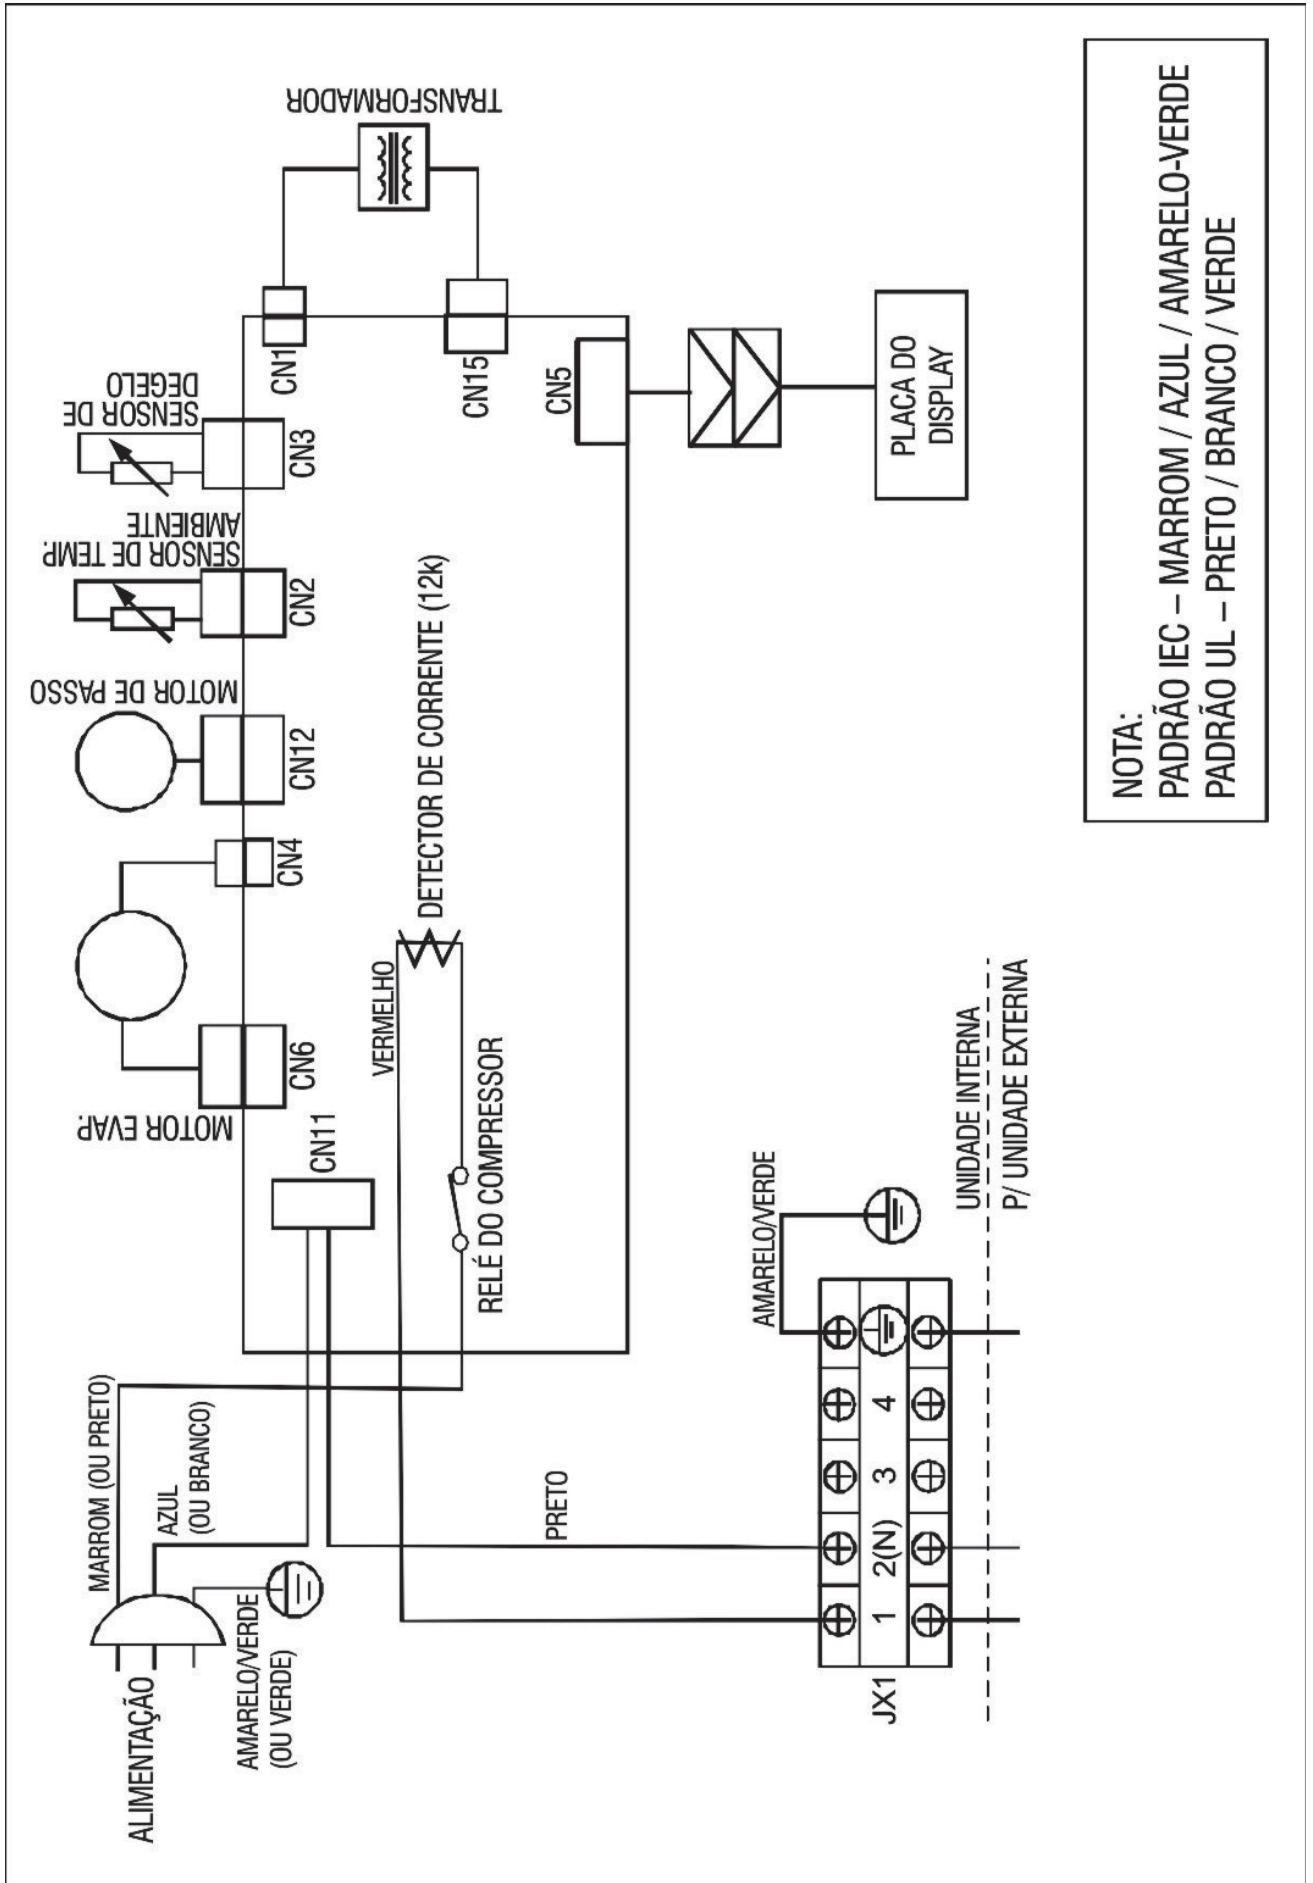 ALIMENTAÇÃO
MARROM (OU PRETO)
AZUL
(OU BRANCO)
AMARELO/VERDE
(OU VERDE)
MOTOR EVAP.
CN6
CN4
MOTOR DE PASSO
CN12
SENSOR DE TEMP.
AMBIENTE
CN2
SENSOR DE
DEGELO
CN3
CN1
TRANSFORMADOR
CN15
CN5
CN11
VERMELHO
DETECTOR DE CORRENTE (12k)
RELÉ DO COMPRESSOR
PLACA DO
DISPLAY
PRETO
AMARELO/VERDE
JX1
1
2(N)
3
4
UNIDADE INTERNA
P/ UNIDADE EXTERNA
NOTA:
PADRÃO IEC – MARROM / AZUL / AMARELO-VERDE
PADRÃO UL – PRETO / BRANCO / VERDE